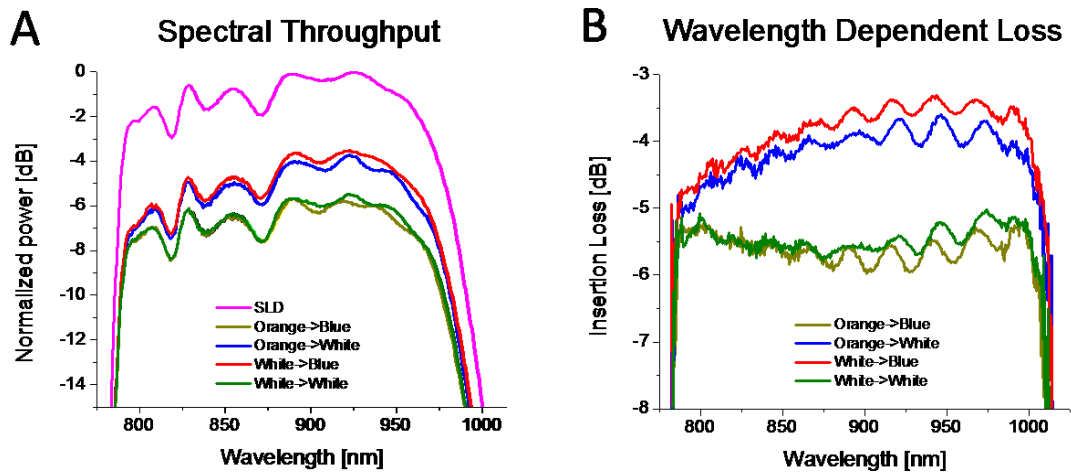 A
Spectral Throughput
Normalized power [dB]
0
-2
-4
-6
-8
-10
-12
-14
SLD
Orange->Blue
Orange->White
White->Blue
White->White
800
850
900
950
1000
Wavelength [nm]
B
Wavelength Dependent Loss
Insertion Loss [dB]
-3
-4
-5
-6
-7
-8
Orange->Blue
Orange->White
White->Blue
White->White
800
850
900
950
1000
Wavelength [nm]